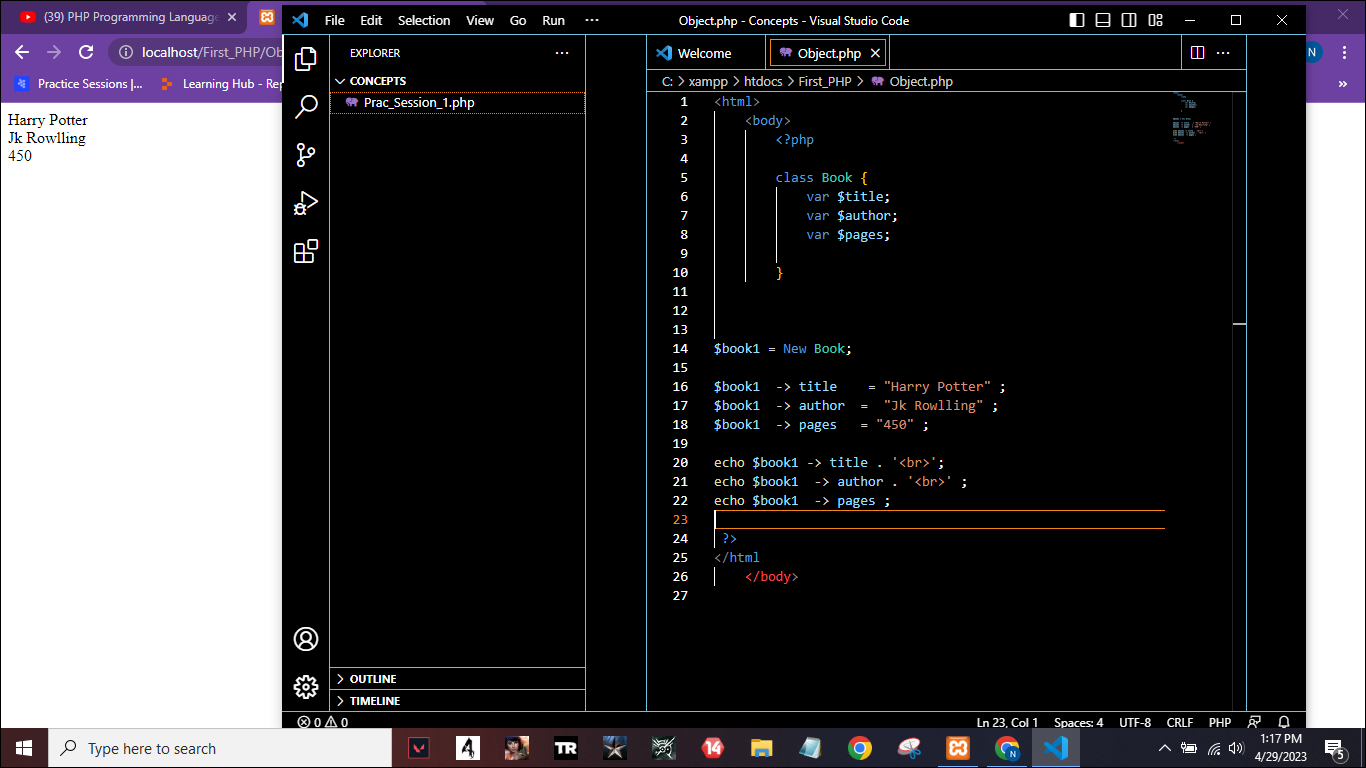 (39) PHP Programming Language
localhost/First_PHP/Ob
Practice Sessions |...
Learning Hub - Rep
N
»
Harry Potter
Jk Rowlling
450
File Edit Selection View Go Run ···
Object.php - Concepts - Visual Studio Code
EXPLORER ···
CONCEPTS
Prac_Session_1.php
OUTLINE
TIMELINE
Welcome
Object.php
···
C: > xampp > htdocs > First_PHP > Object.php
1 <html>
2 <body>
3 <?php
4
5 class Book {
6 var $title;
7 var $author;
8 var $pages;
9
10 }
11
12
13
14 $book1 = New Book;
15
16 $book1 -> title = "Harry Potter" ;
17 $book1 -> author = "Jk Rowlling" ;
18 $book1 -> pages = "450" ;
19
20 echo $book1 -> title . '<br>';
21 echo $book1 -> author . '<br>' ;
22 echo $book1 -> pages ;
23
24 ?>
25 </html
26 </body>
27
0 0
Ln 23, Col 1 Spaces: 4 UTF-8 CRLF PHP
Type here to search
TR
14
N
1:17 PM
4/29/2023
5